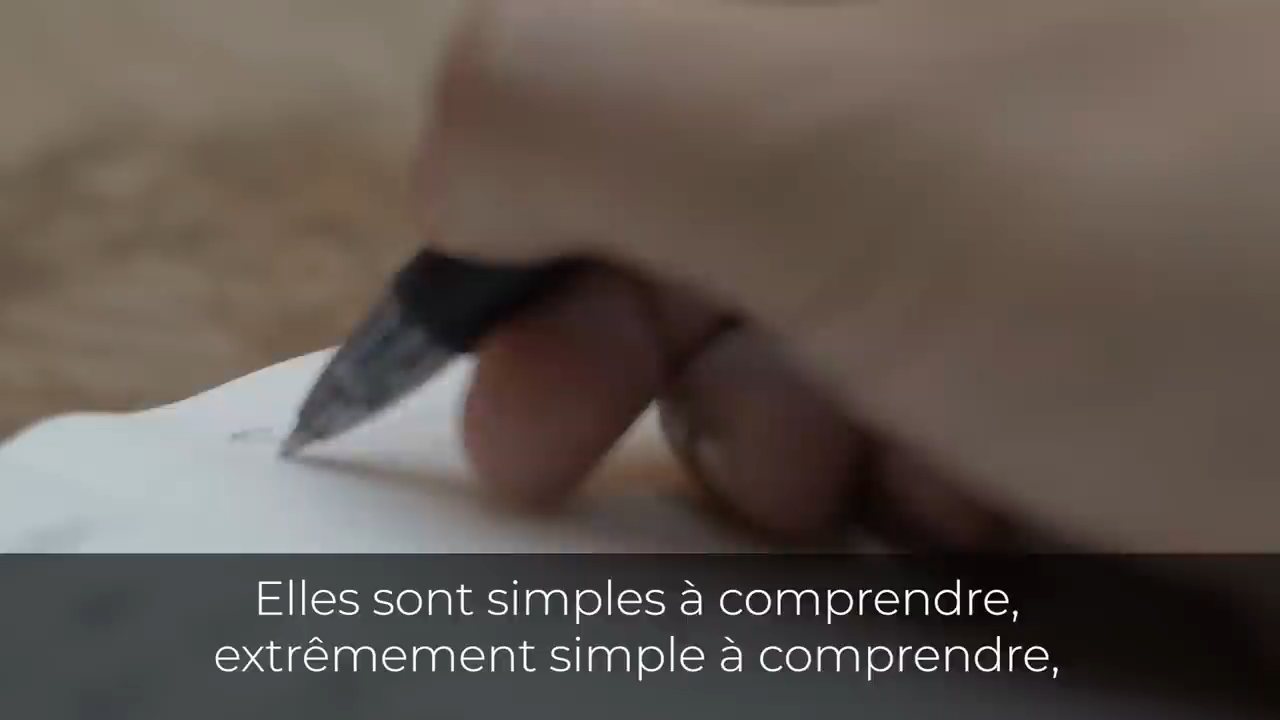 Elles sont simples à comprendre,
extrêmement simple à comprendre,